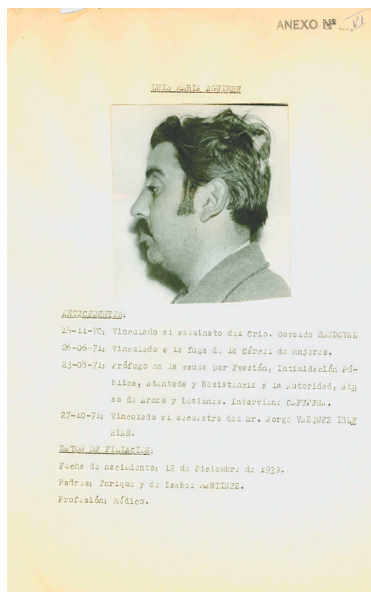 ANEXO Nº VI
LUIS MARIA AGUIRRE
ANTECEDENTES:
14-11-70: Vinculado al asesinato del Crio. Osvaldo SANDOVAL
26-06-71: Vinculado a la fuga de la Cárcel de Mujeres.
23-08-71: Prófugo en la causa por Evasión; Intimidación Pú-
blica; Atentado y Resistencia a la Autoridad; Abu
so de Armas y Lesiones. Interviene CAFEPENA.
27-10-71: Vinculado al secuestro del Sr. Jorge VAZQUEZ IGLE
SIAS.
DATOS DE FILIACION:
Fecha de nacimiento: 12 de Diciembre de 1939.
Padres: Enrique y de Isabel MARTINEZ.
Profesión: Médico.